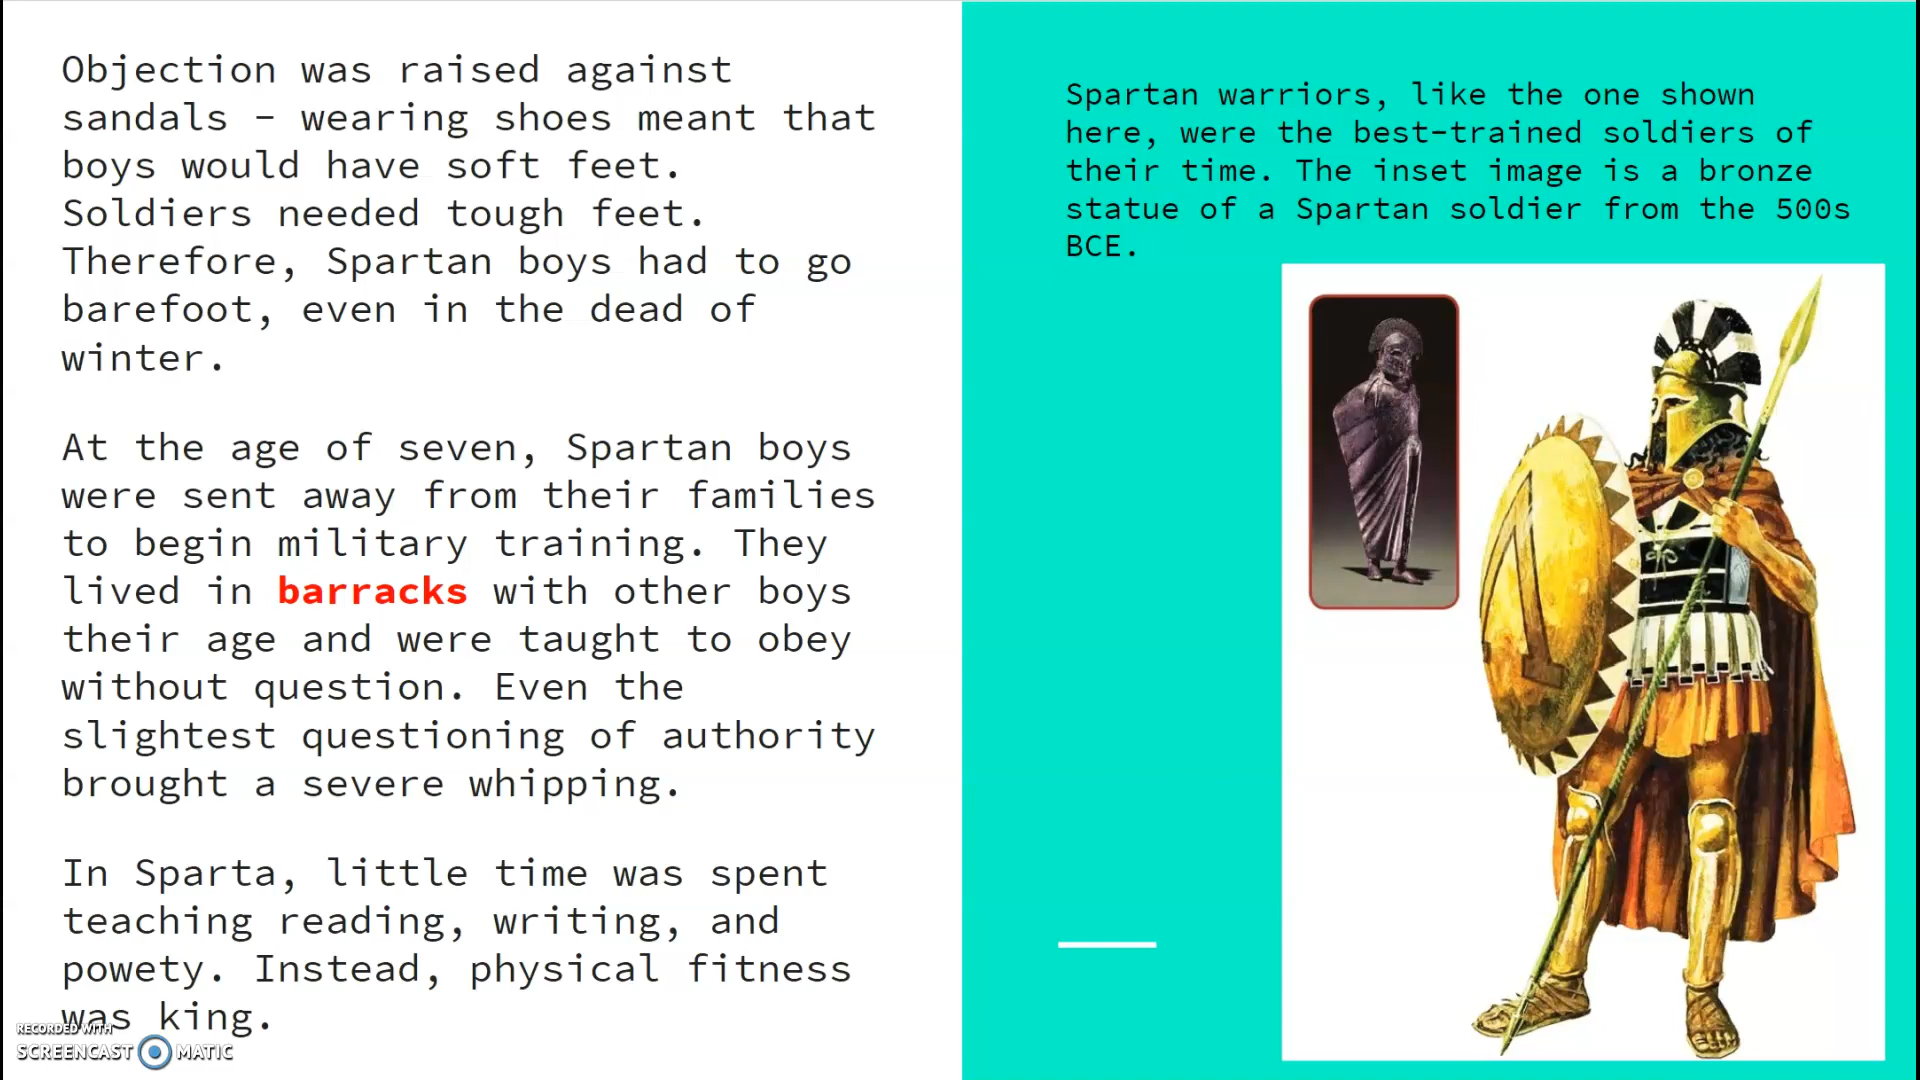 Objection was raised against
sandals – wearing shoes meant that
boys would have soft feet.
Soldiers needed tough feet.
Therefore, Spartan boys had to go
barefoot, even in the dead of
winter.
At the age of seven, Spartan boys
were sent away from their families
to begin military training. They
lived in barracks with other boys
their age and were taught to obey
without question. Even the
slightest questioning of authority
brought a severe whipping.
In Sparta, little time was spent
teaching reading, writing, and
powety. Instead, physical fitness
was king.
Spartan warriors, like the one shown
here, were the best-trained soldiers of
their time. The inset image is a bronze
statue of a Spartan soldier from the 500s
BCE.
RECORDED WITH
SCREENCAST MATIC